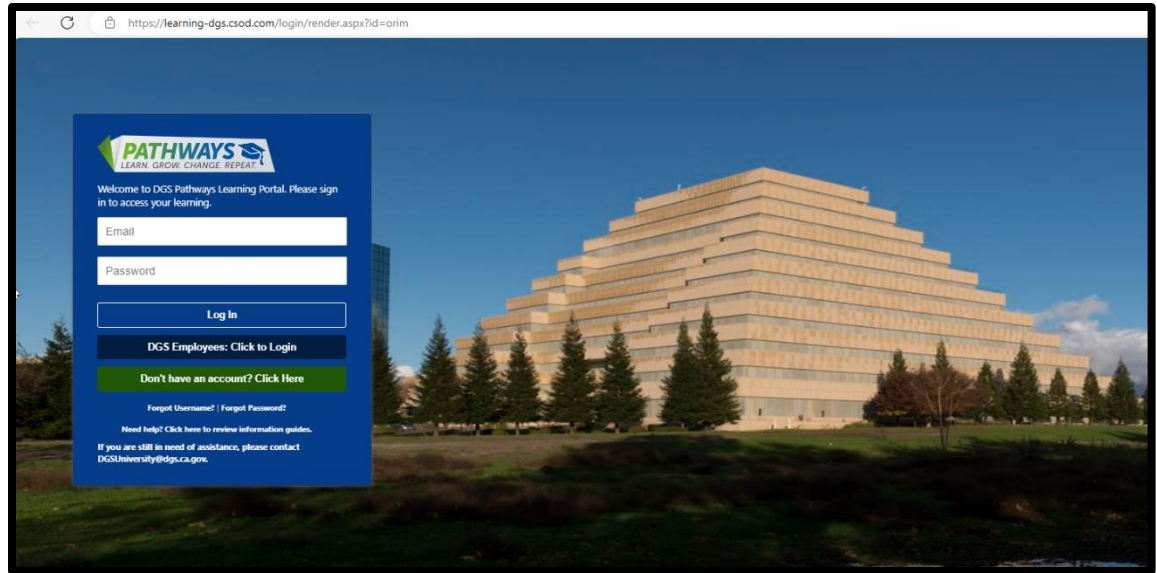 https://learning-dgs.csod.com/login/render.aspx?id=orim
PATHWAYS
LEARN. GROW. CHANGE. REPEAT.
Welcome to DGS Pathways Learning Portal. Please sign
in to access your learning.
Email
Password
Log In
DGS Employees: Click to Login
Don't have an account? Click Here
Forgot Username? | Forgot Password?
Need help? Click here to review information guides.
If you are still in need of assistance, please contact
DGSUniversity@dgs.ca.gov.